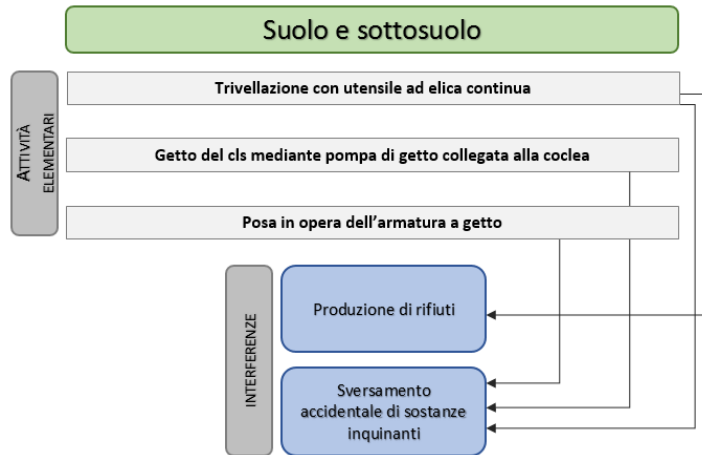 Suolo e sottosuolo
ATTIVITÀ
ELEMENTARI
Trivellazione con utensile ad elica continua
Getto del cls mediante pompa di getto collegata alla coclea
Posa in opera dell'armatura a getto
INTERFERENZE
Produzione di rifiuti
Sversamento
accidentale di sostanze
inquinanti